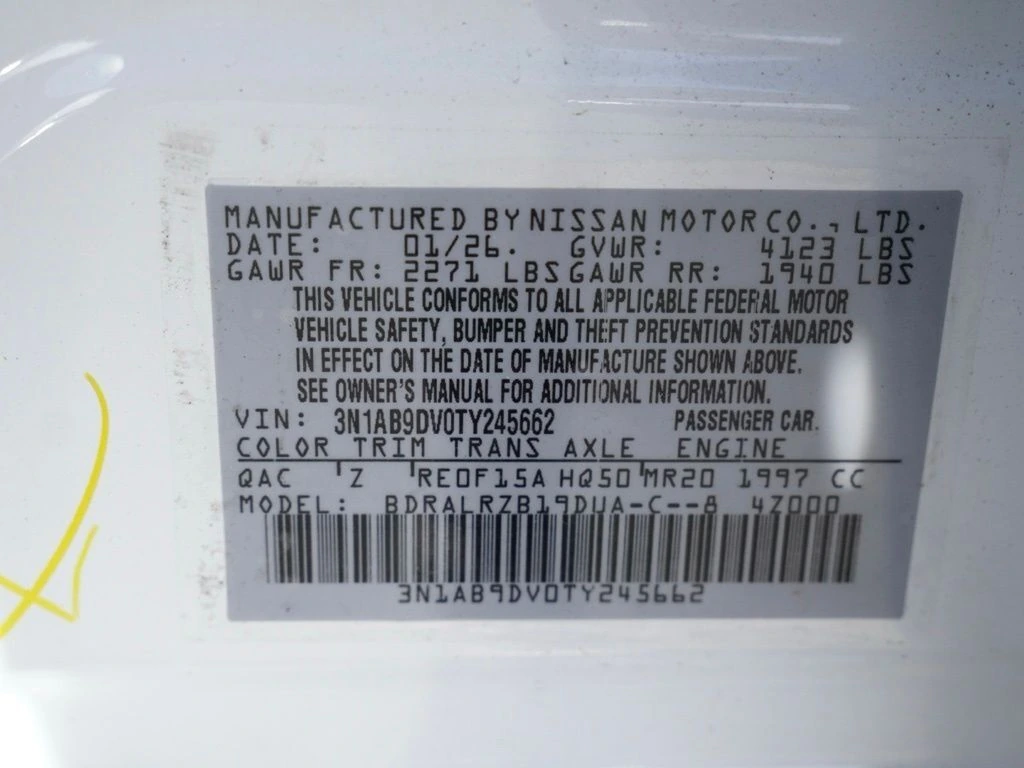 MANUFACTURED BY NISSAN MOTOR CO., LTD.
DATE: 01/26. GVWR: 4123 LBS
GAWR FR: 2271 LBS GAWR RR: 1940 LBS
THIS VEHICLE CONFORMS TO ALL APPLICABLE FEDERAL MOTOR
VEHICLE SAFETY, BUMPER AND THEFT PREVENTION STANDARDS
IN EFFECT ON THE DATE OF MANUFACTURE SHOWN ABOVE.
SEE OWNER'S MANUAL FOR ADDITIONAL INFORMATION.
VIN: 3N1AB9DV0TY245662 PASSENGER CAR.
COLOR TRIM TRANS AXLE ENGINE
QAC Z RE0F15A HQ50 MR20 1997 CC
MODEL: BDRALRZB19DUA-C--8 4Z000
3N1AB9DV0TY245662